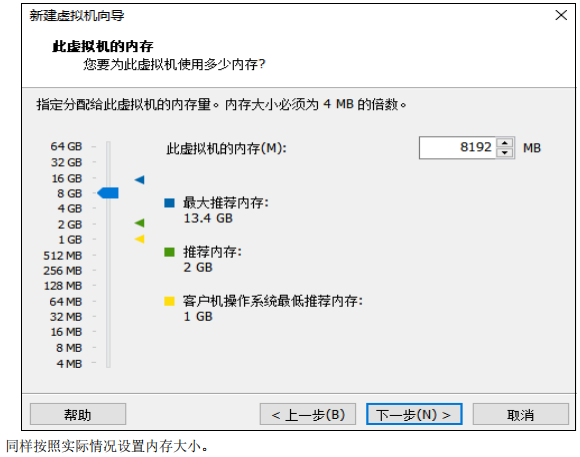 新建虚拟机向导
此虚拟机的内存
您要为此虚拟机使用多少内存?
指定分配给此虚拟机的内存量。内存大小必须为 4 MB 的倍数。
64 GB
32 GB
16 GB
8 GB
4 GB
2 GB
1 GB
512 MB
256 MB
128 MB
64 MB
32 MB
16 MB
8 MB
4 MB
此虚拟机的内存(M): 8192 MB
最大推荐内存:
13.4 GB
推荐内存:
2 GB
客户机操作系统最低推荐内存:
1 GB
帮助 < 上一步(B) 下一步(N) > 取消
同样按照实际情况设置内存大小。